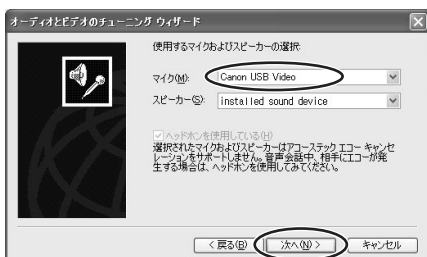 オーディオとビデオのチューニング ウィザード
使用するマイクおよびスピーカーの選択:
マイク(M):
Canon USB Video
スピーカー(S):
installed sound device
ヘッドホンを使用している(H)
選択されたマイクおよびスピーカーはアコーステック エコー キャンセ
レーションをサポートしません。音声会話中、相手にエコーが発
生する場合は、ヘッドホンを使用してみてください。
< 戻る(B)
次へ(N) >
キャンセル